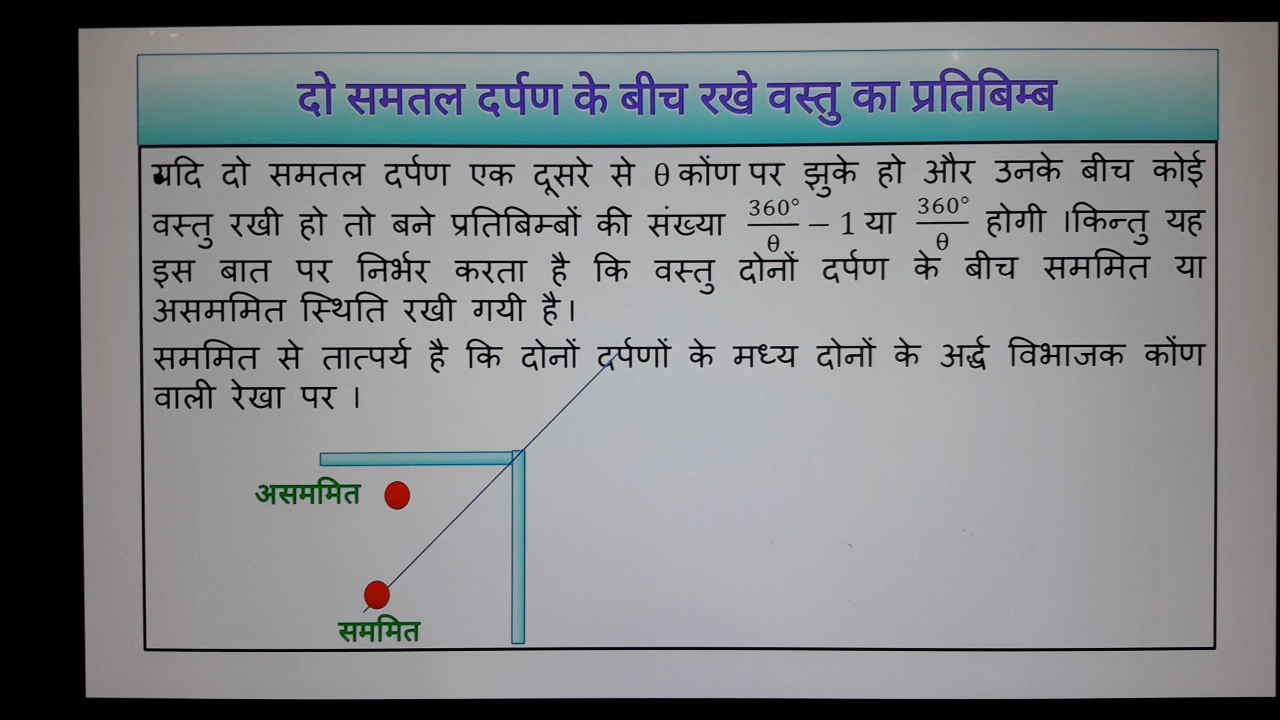 दो समतल दर्पण के बीच रखे वस्तु का प्रतिबिम्ब
यदि दो समतल दर्पण एक दूसरे से θ कोंण पर झुके हो और उनके बीच कोई
वस्तु रखी हो तो बने प्रतिबिम्बों की संख्या 360°/θ − 1 या 360°/θ होगी ।किन्तु यह
इस बात पर निर्भर करता है कि वस्तु दोनों दर्पण के बीच सममित या
असममित स्थिति रखी गयी है।
सममित से तात्पर्य है कि दोनों दर्पणों के मध्य दोनों के अर्द्ध विभाजक कोंण
वाली रेखा पर ।
असममित
सममित